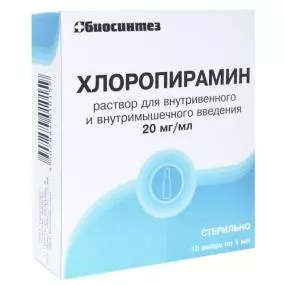 биосинтез
ХЛОРОПИРАМИН
раствор для внутривенного
и внутримышечного введения
20 мг/мл
СТЕРИЛЬНО
10 ампул по 1 мл